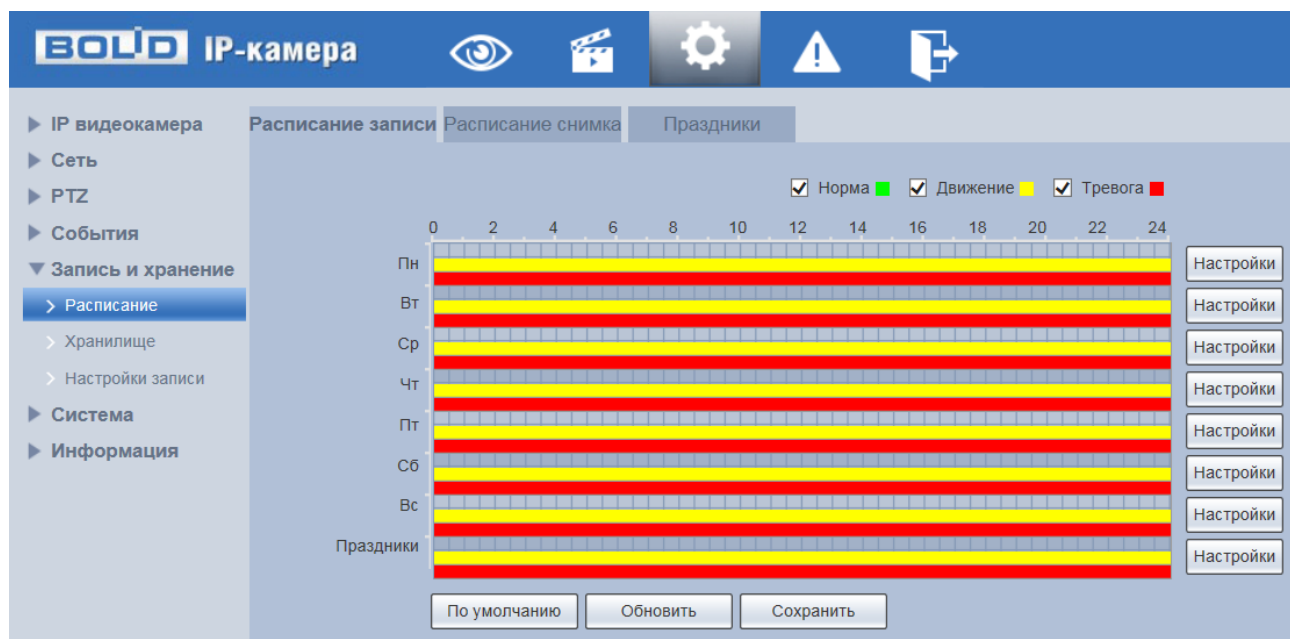 BOLID IP-камера
IP видеокамера
Сеть
PTZ
События
Запись и хранение
Расписание
Хранилище
Настройки записи
Система
Информация
Расписание записи Расписание снимка Праздники
Норма Движение Тревога
0 2 4 6 8 10 12 14 16 18 20 22 24
Пн Настройки
Вт Настройки
Ср Настройки
Чт Настройки
Пт Настройки
Сб Настройки
Вс Настройки
Праздники Настройки
По умолчанию Обновить Сохранить